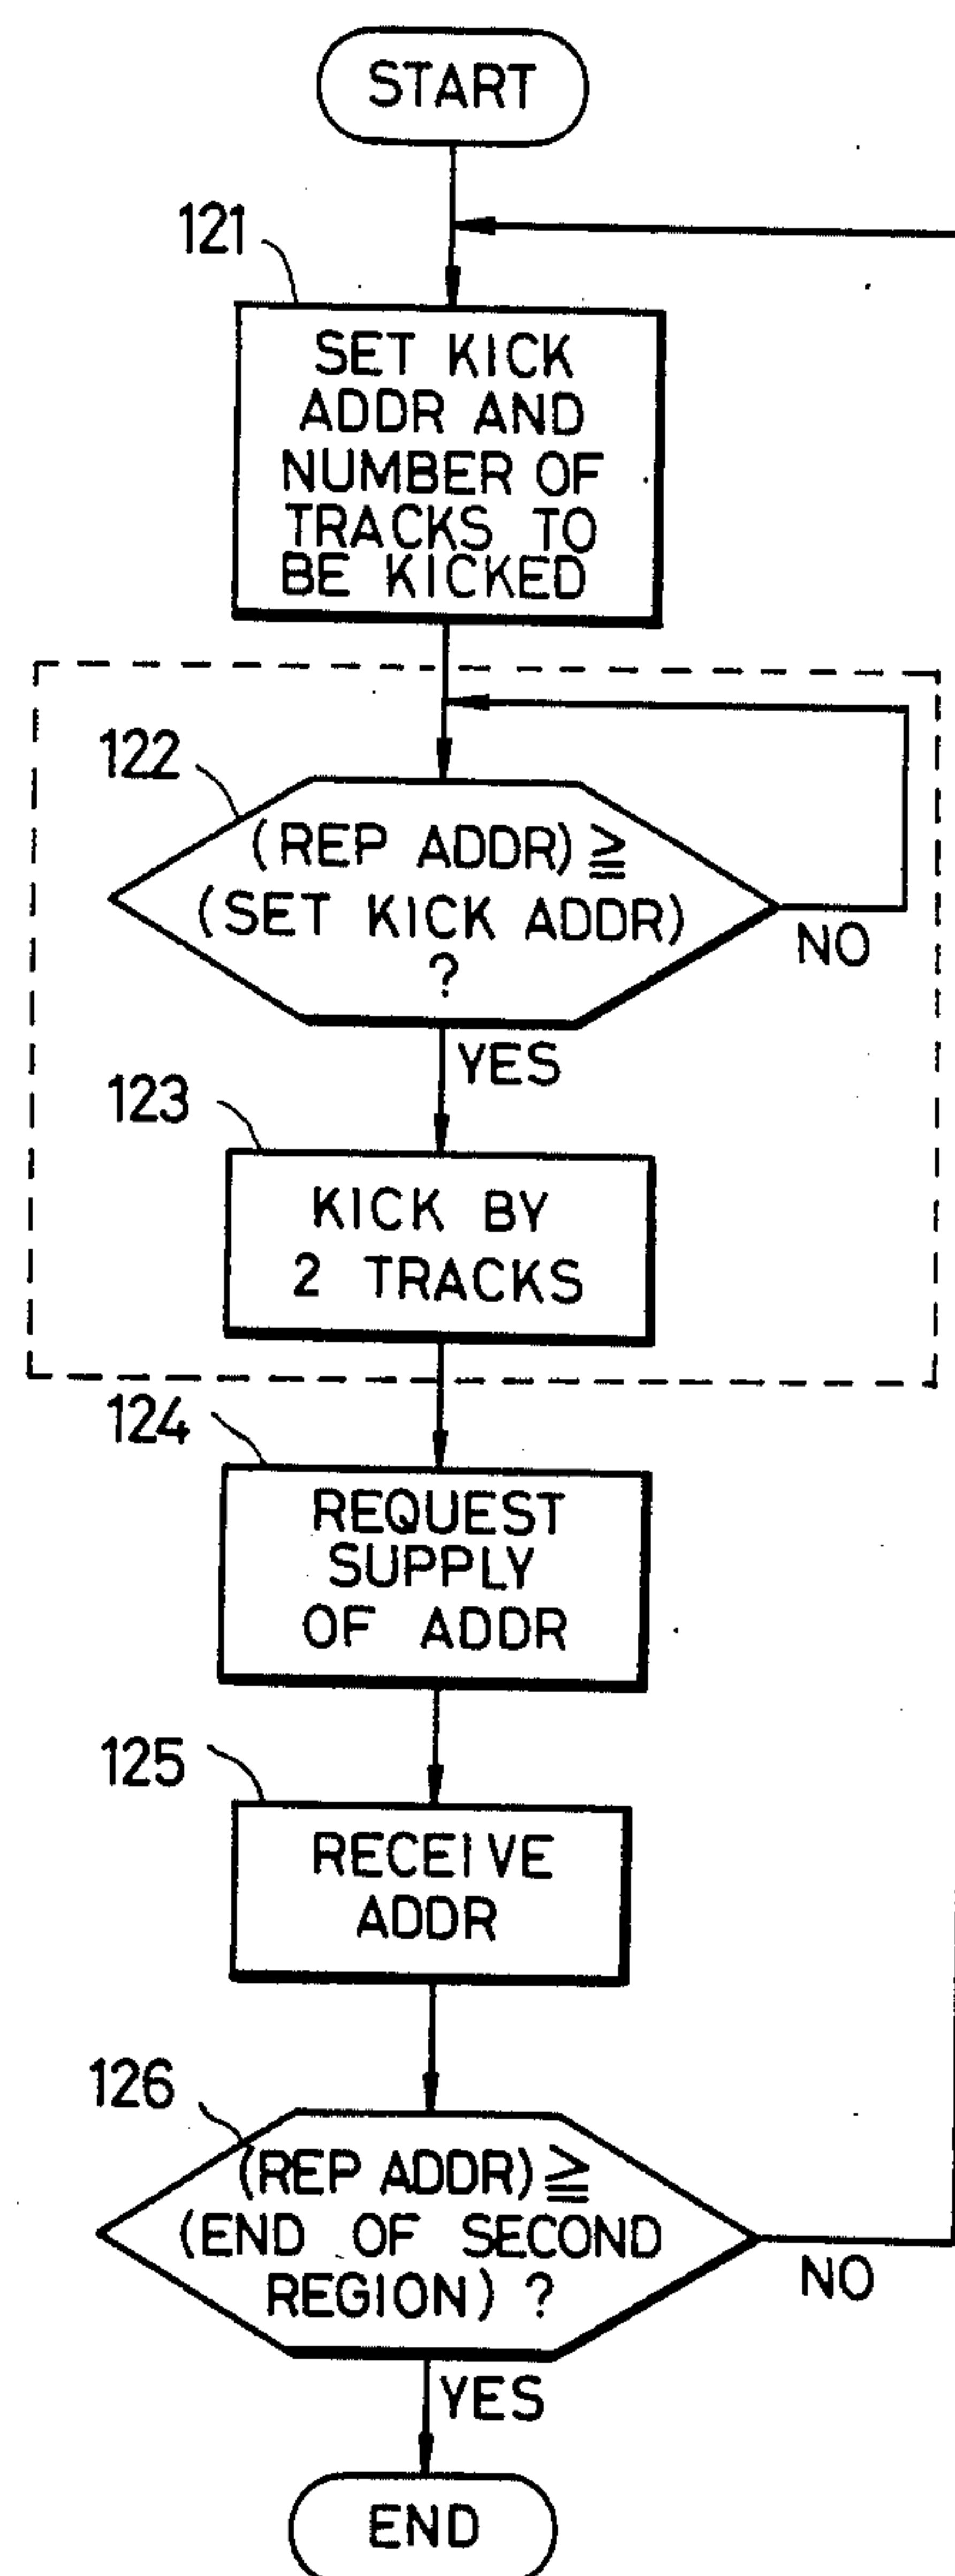 START
121
SET KICK
ADDR AND
NUMBER OF
TRACKS TO
BE KICKED
122
(REP ADDR) ≧
(SET KICK ADDR)
?
NO
YES
123
KICK BY
2 TRACKS
124
REQUEST
SUPPLY
OF ADDR
125
RECEIVE
ADDR
126
(REP ADDR) ≧
(END OF SECOND
REGION) ?
NO
YES
END